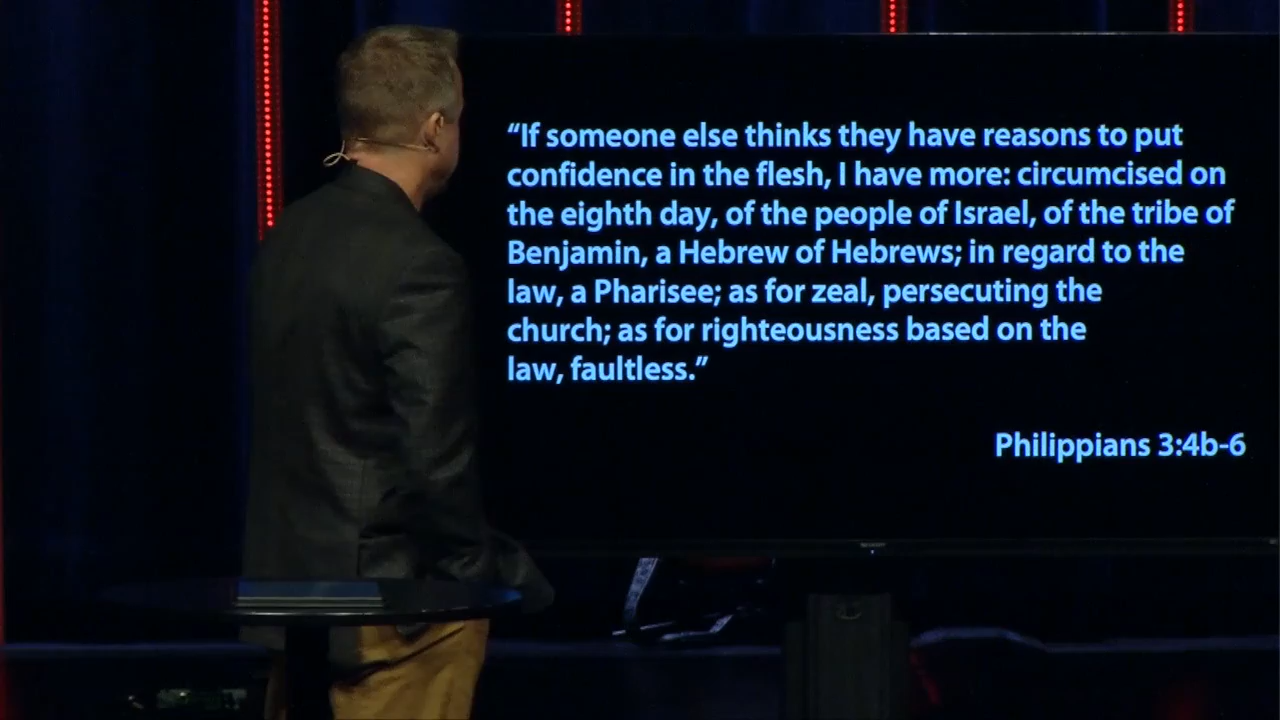 “If someone else thinks they have reasons to put
confidence in the flesh, I have more: circumcised on
the eighth day, of the people of Israel, of the tribe of
Benjamin, a Hebrew of Hebrews; in regard to the
law, a Pharisee; as for zeal, persecuting the
church; as for righteousness based on the
law, faultless.”
Philippians 3:4b-6